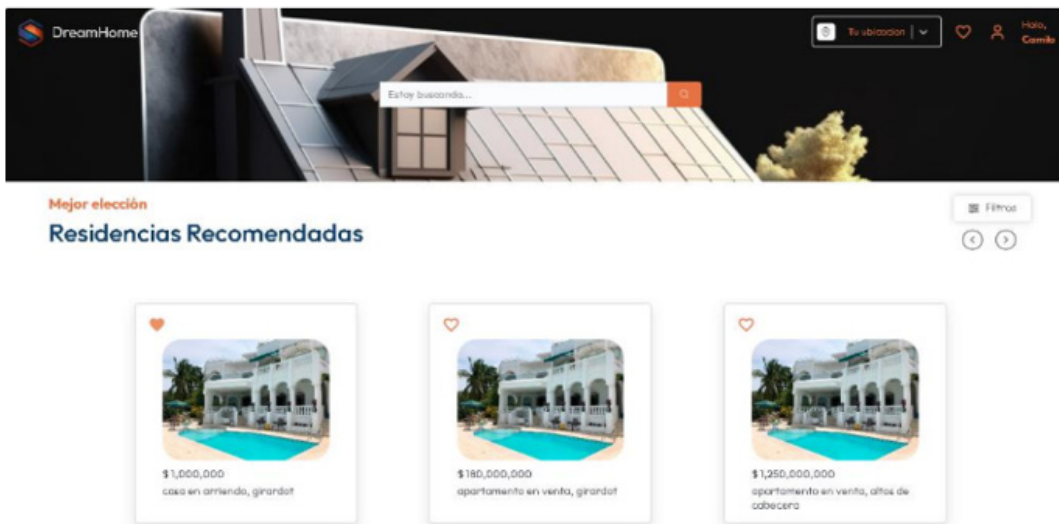 DreamHome
Tu ubicacion
Hola,
Camilo
Estoy buscando...
Mejor elección
Filtros
Residencias Recomendadas
$1,000,000
casa en arriendo, girardot
$180,000,000
apartamento en venta, girardot
$1,250,000,000
apartamento en venta, altos de
cabecera